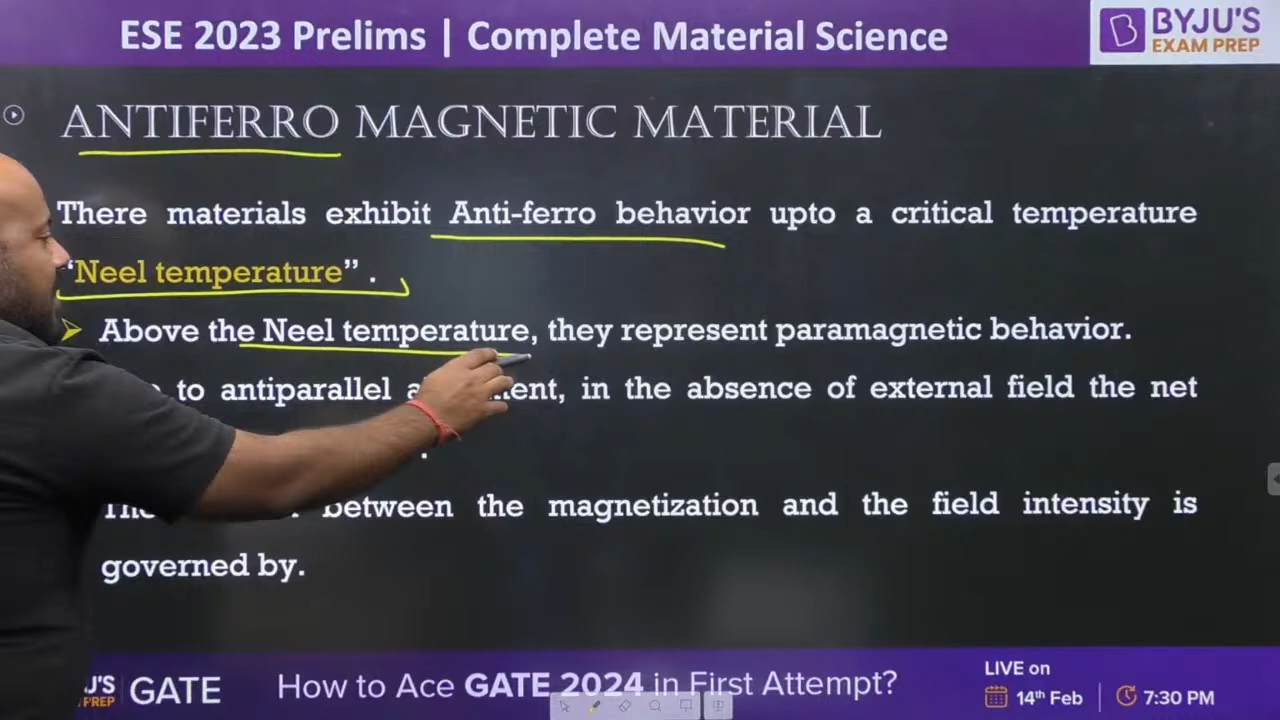 ESE 2023 Prelims | Complete Material Science
BYJU'S
EXAM PREP
ANTIFERRO MAGNETIC MATERIAL
There materials exhibit Anti-ferro behavior upto a critical temperature
"Neel temperature" .
Above the Neel temperature, they represent paramagnetic behavior.
to antiparallel in the absence of external field the net
.
between the magnetization and the field intensity is
governed by.
GATE
How to Ace GATE 2024 in First Attempt?
LIVE on
14th Feb
7:30 PM